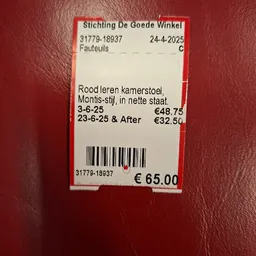 Stichting De Goede Winkel
31779-18937 24-4-2025
Fauteuils C
Rood leren kamerstoel,
Montis-stijl, in nette staat.
3-6-25 €48.75
23-6-25 & After €32.50
31779-18937
€ 65.00